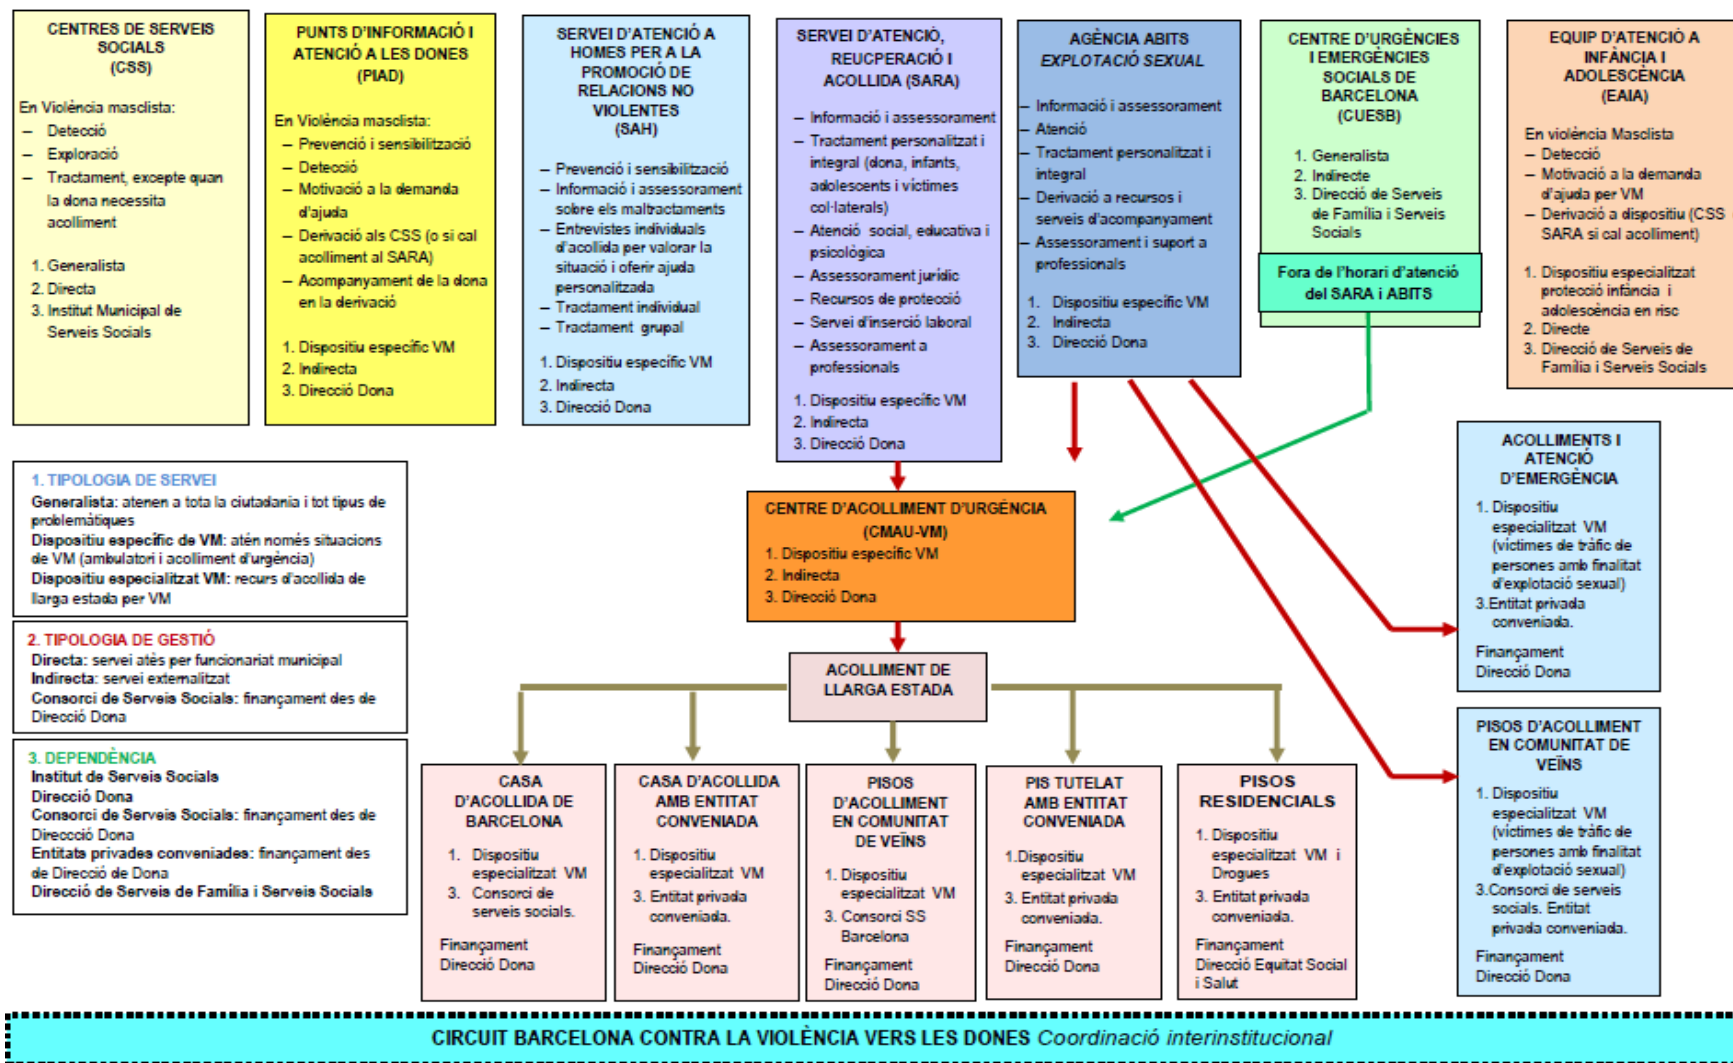 CENTRES DE SERVEIS
SOCIALS
(CSS)
En Violència masclista:
– Detecció
– Exploració
– Tractament, excepte quan
la dona necessita
acolliment
1. Generalista
2. Directa
3. Institut Municipal de
Serveis Socials
PUNTS D'INFORMACIÓ I
ATENCIÓ A LES DONES
(PIAD)
En Violència masclista:
– Prevenció i sensibilització
– Detecció
– Motivació a la demanda
d'ajuda
– Derivació als CSS (o si cal
acolliment al SARA)
– Acompanyament de la dona
en la derivació
1. Dispositiu específic VM
2. Indirecta
3. Direcció Dona
SERVEI D'ATENCIÓ A
HOMES PER A LA
PROMOCIÓ DE
RELACIONS NO
VIOLENTES
(SAH)
– Prevenció i sensibilització
– Informació i assessorament
sobre els maltractaments
– Entrevistes individuals
d'acollida per valorar la
situació i oferir ajuda
personalitzada
– Tractament individual
– Tractament grupal
1. Dispositiu específic VM
2. Indirecta
3. Direcció Dona
SERVEI D'ATENCIÓ,
REUCPERACIÓ I
ACOLLIDA (SARA)
– Informació i assessorament
– Tractament personalitzat i
integral (dona, infants,
adolescents i víctimes
col·laterals)
– Atenció social, educativa i
psicològica
– Assessorament jurídic
– Recursos de protecció
– Servei d'inserció laboral
– Assessorament a
professionals
1. Dispositiu específic VM
2. Indirecta
3. Direcció Dona
AGÈNCIA ABITS
EXPLOTACIÓ SEXUAL
– Informació i assessorament
– Atenció
– Tractament personalitzat i
integral
– Derivació a recursos i
serveis d'acompanyament
– Assessorament i suport a
professionals
1. Dispositiu específic VM
2. Indirecta
3. Direcció Dona
CENTRE D'URGÈNCIES
I EMERGÈNCIES
SOCIALS DE
BARCELONA
(CUESB)
1. Generalista
2. Indirecte
3. Direcció de Serveis
de Família i Serveis
Socials
Fora de l'horari d'atenció
del SARA i ABITS
EQUIP D'ATENCIÓ A
INFÀNCIA I
ADOLESCÈNCIA
(EAIA)
En violència Masclista
– Detecció
– Motivació a la demanda
d'ajuda per VM
– Derivació a dispositiu (CSS
SARA si cal acolliment)
1. Dispositiu especialitzat
protecció infància i
adolescència en risc
2. Directe
3. Direcció de Serveis de
Família i Serveis Socials
1. TIPOLOGIA DE SERVEI
Generalista: atenen a tota la ciutadania i tot tipus de
problemàtiques
Dispositiu específic de VM: atén només situacions
de VM (ambulatori i acolliment d'urgència)
Dispositiu especialitzat VM: recurs d'acollida de
llarga estada per VM
2. TIPOLOGIA DE GESTIÓ
Directa: servei atès per funcionariat municipal
Indirecta: servei externalitzat
Consorci de Serveis Socials: finançament des de
Direcció Dona
3. DEPENDÈNCIA
Institut de Serveis Socials
Direcció Dona
Consorci de Serveis Socials: finançament des de
Direccció Dona
Entitats privades conveniades: finançament des
de Direcció de Dona
Direcció de Serveis de Família i Serveis Socials
CENTRE D'ACOLLIMENT D'URGÈNCIA
(CMAU-VM)
1. Dispositiu específic VM
2. Indirecta
3. Direcció Dona
ACOLLIMENT DE
LLARGA ESTADA
CASA
D'ACOLLIDA DE
BARCELONA
1. Dispositiu
especialitzat VM
3. Consorci de
serveis socials.
Finançament
Direcció Dona
CASA D'ACOLLIDA
AMB ENTITAT
CONVENIADA
1. Dispositiu
especialitzat VM
3. Entitat privada
conveniada.
Finançament
Direcció Dona
PISOS
D'ACOLLIMENT
EN COMUNITAT
DE VEÏNS
1. Dispositiu
especialitzat VM
3. Consorci SS
Barcelona
Finançament
Direcció Dona
PIS TUTELAT
AMB ENTITAT
CONVENIADA
1.Dispositiu
especialitzat VM
3. Entitat privada
conveniada.
Finançament
Direcció Dona
PISOS
RESIDENCIALS
1. Dispositiu
especialitzat VM i
Drogues
3. Entitat privada
conveniada.
Finançament
Direcció Equitat Social
i Salut
ACOLLIMENTS I
ATENCIÓ
D'EMERGÈNCIA
1. Dispositiu
especialitzat VM
(víctimes de tràfic de
persones amb finalitat
d'explotació sexual)
3.Entitat privada
conveniada.
Finançament
Direcció Dona
PISOS D'ACOLLIMENT
EN COMUNITAT DE
VEÏNS
1. Dispositiu
especialitzat VM
(víctimes de tràfic de
persones amb finalitat
d'explotació sexual)
3.Consorci de serveis
socials. Entitat
privada conveniada.
Finançament
Direcció Dona
CIRCUIT BARCELONA CONTRA LA VIOLÈNCIA VERS LES DONES Coordinació interinstitucional